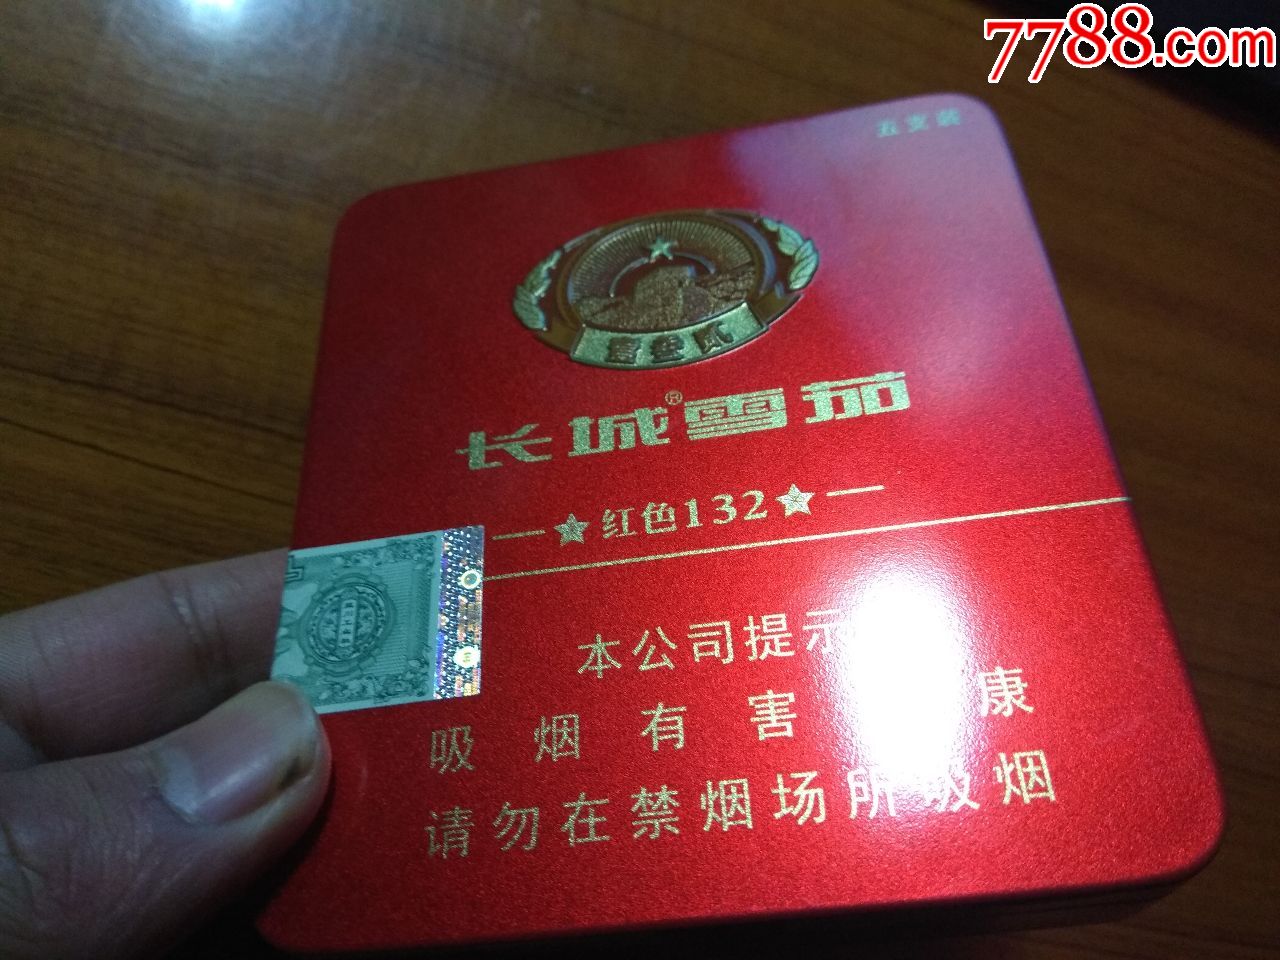 7788.com
五支装
壹叁贰
长城®雪茄
红色132
本公司提示
吸烟有害 康
请勿在禁烟场所吸烟